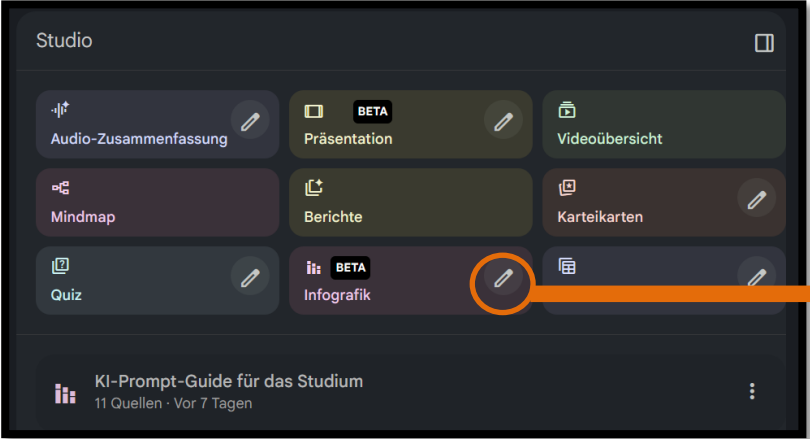 Studio
Audio-Zusammenfassung
BETA
Präsentation
Videoübersicht
Mindmap
Berichte
Karteikarten
Quiz
BETA
Infografik
KI-Prompt-Guide für das Studium
11 Quellen · Vor 7 Tagen